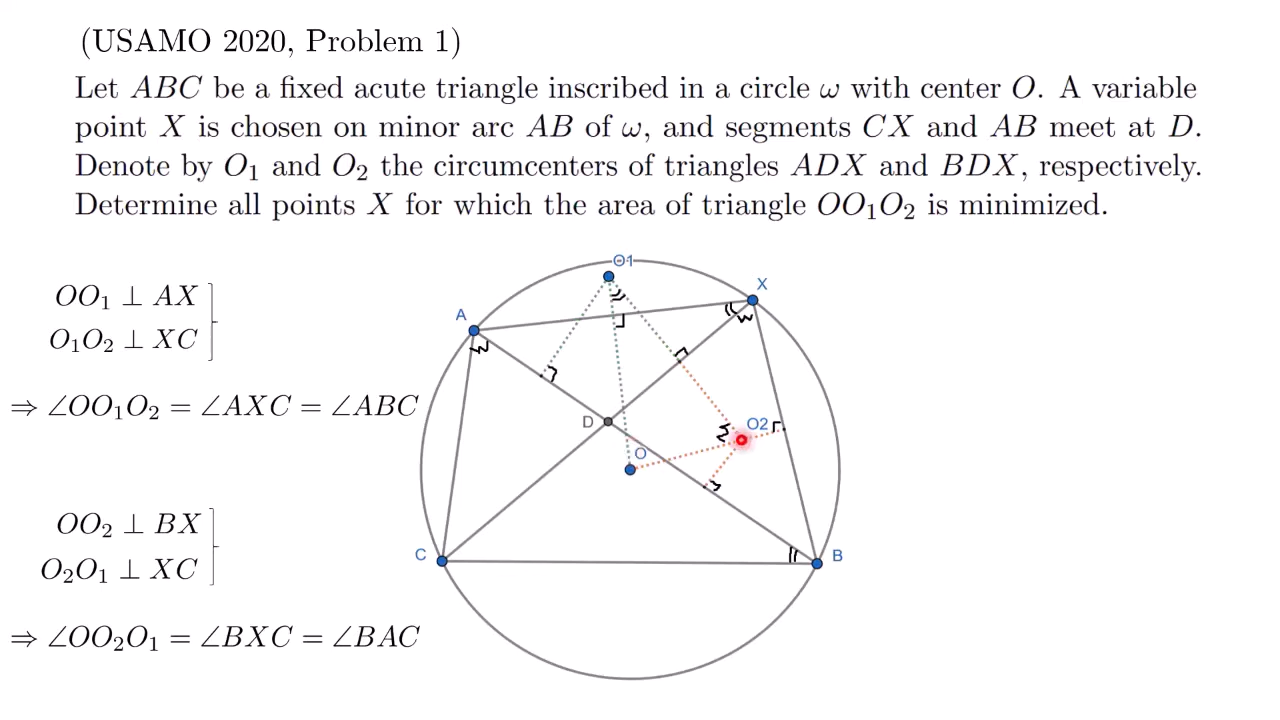 (USAMO 2020, Problem 1)
Let ABC be a fixed acute triangle inscribed in a circle ω with center O. A variable
point X is chosen on minor arc AB of ω, and segments CX and AB meet at D.
Denote by O₁ and O₂ the circumcenters of triangles ADX and BDX, respectively.
Determine all points X for which the area of triangle OO₁O₂ is minimized.
OO₁ ⊥ AX
O₁O₂ ⊥ XC
⇒ ∠OO₁O₂ = ∠AXC = ∠ABC
OO₂ ⊥ BX
O₂O₁ ⊥ XC
⇒ ∠OO₂O₁ = ∠BXC = ∠BAC
O1
X
A
D
O2
O
C
B